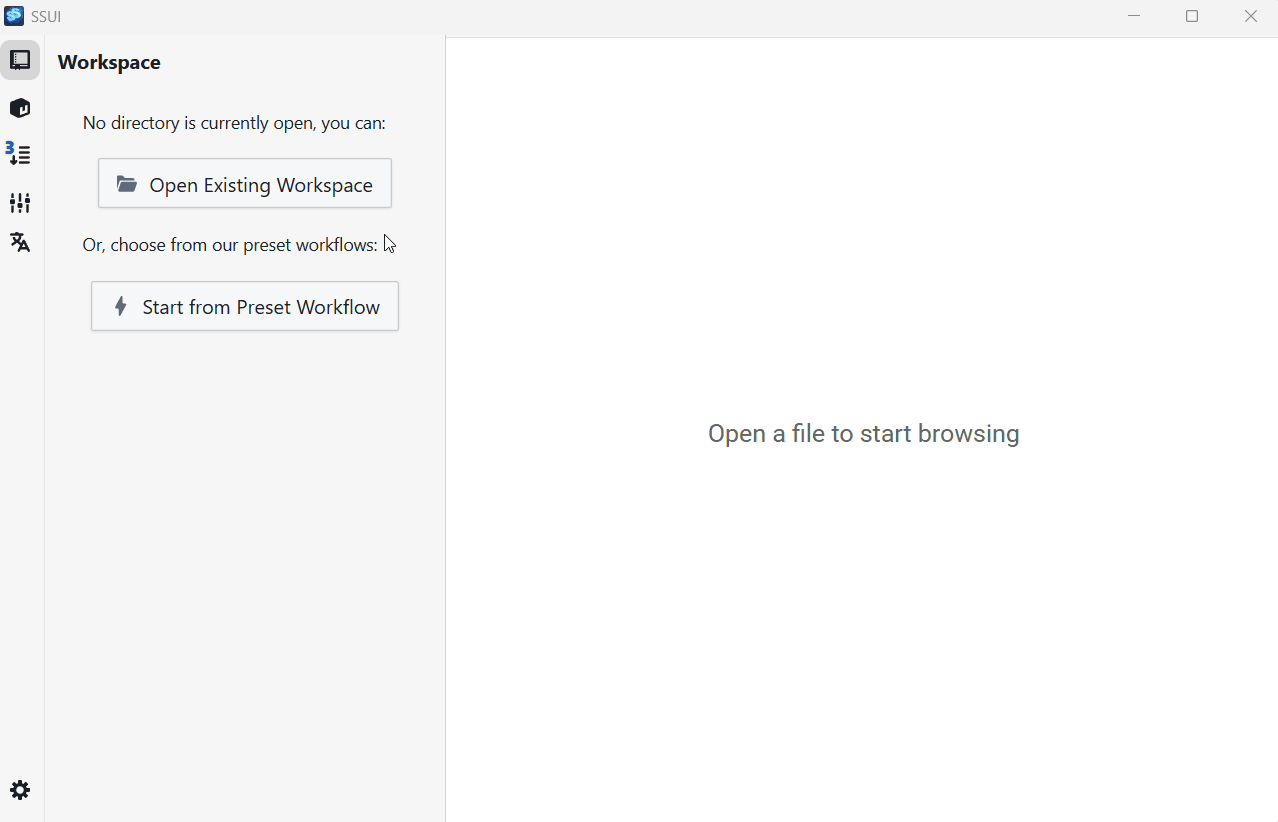 SSUI
Workspace
No directory is currently open, you can:
3
Open Existing Workspace
Or, choose from our preset workflows:
Start from Preset Workflow
Open a file to start browsing